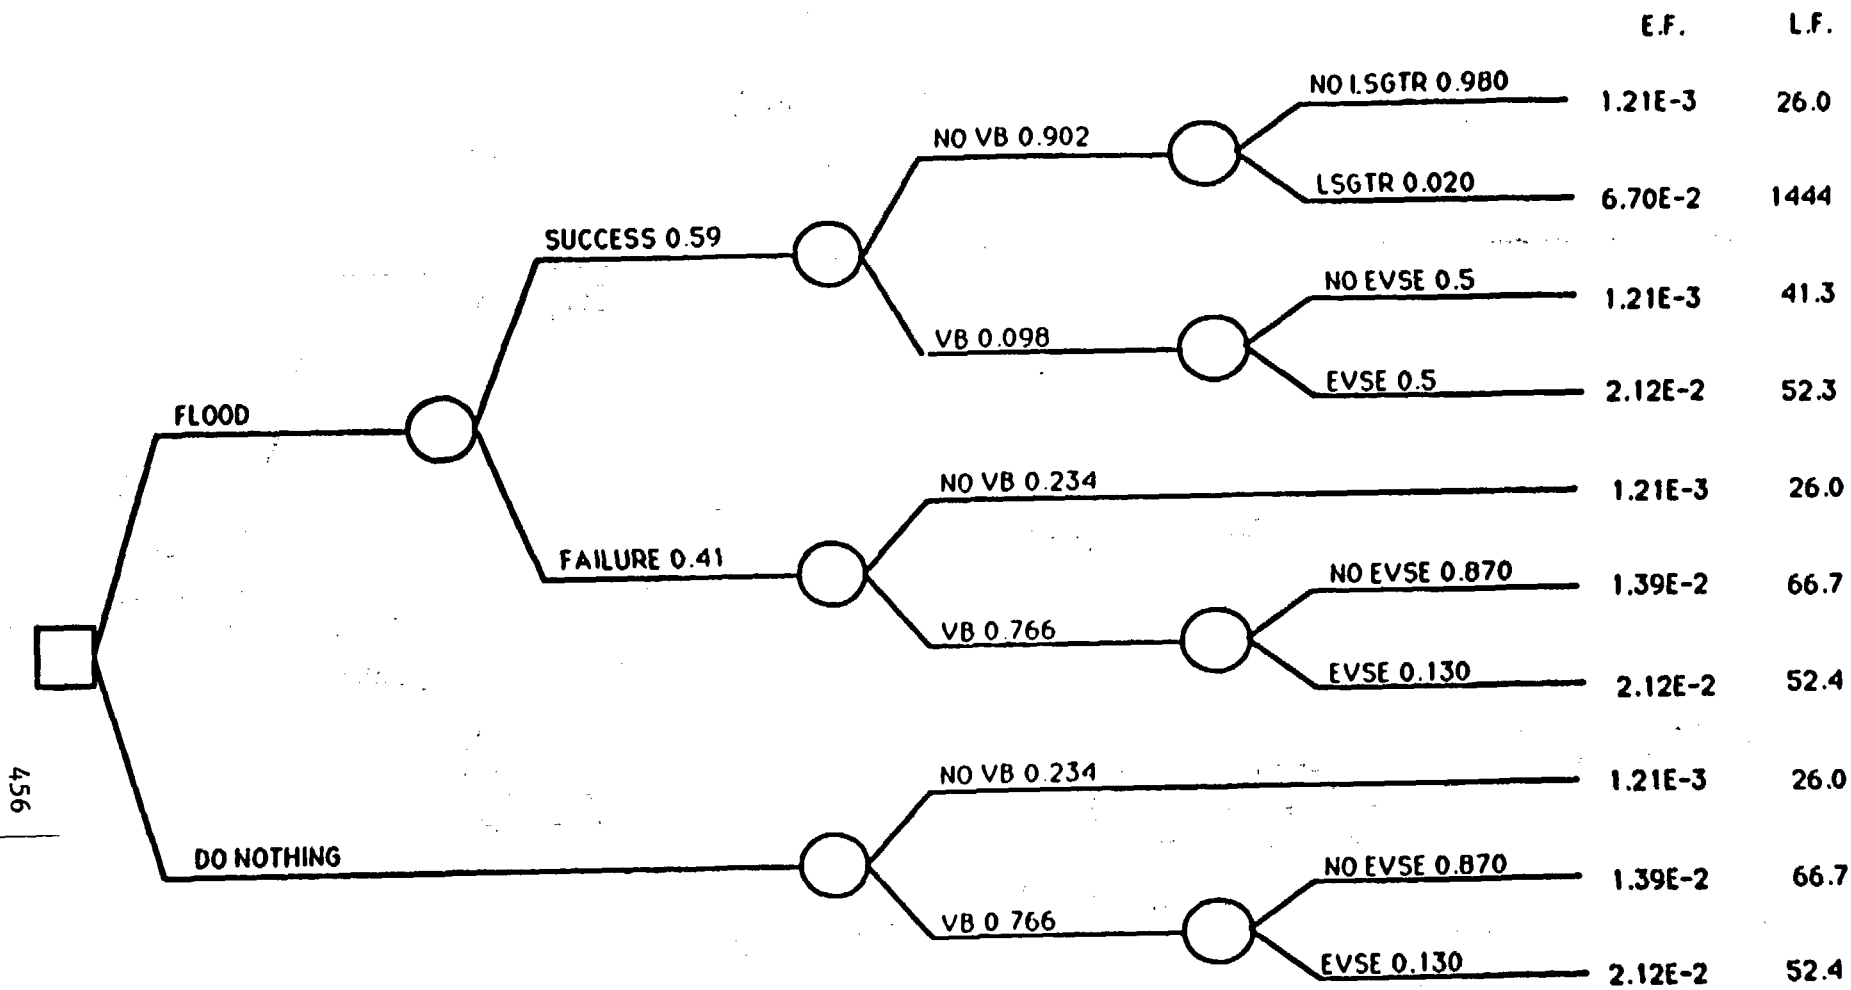 E.F. L.F.
NO LSGTR 0.980 1.21E-3 26.0
NO VB 0.902
LSGTR 0.020 6.70E-2 1444
SUCCESS 0.59
NO EVSE 0.5 1.21E-3 41.3
VB 0.098
EVSE 0.5 2.12E-2 52.3
FLOOD
NO VB 0.234 1.21E-3 26.0
FAILURE 0.41
NO EVSE 0.870 1.39E-2 66.7
VB 0.766
EVSE 0.130 2.12E-2 52.4
NO VB 0.234 1.21E-3 26.0
456
DO NOTHING
NO EVSE 0.870 1.39E-2 66.7
VB 0 766
EVSE 0.130 2.12E-2 52.4